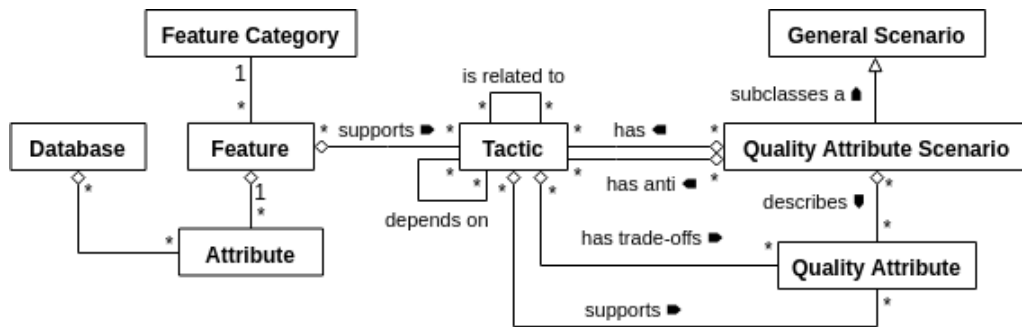 Feature Category
General Scenario
1
*
is related to
*
*
subclasses a
Database
Feature
* supports *
Tactic
* has *
Quality Attribute Scenario
*
*
*
* has anti *
*
1
*
depends on
*
*
describes
*
*
Attribute
has trade-offs
*
Quality Attribute
supports
*